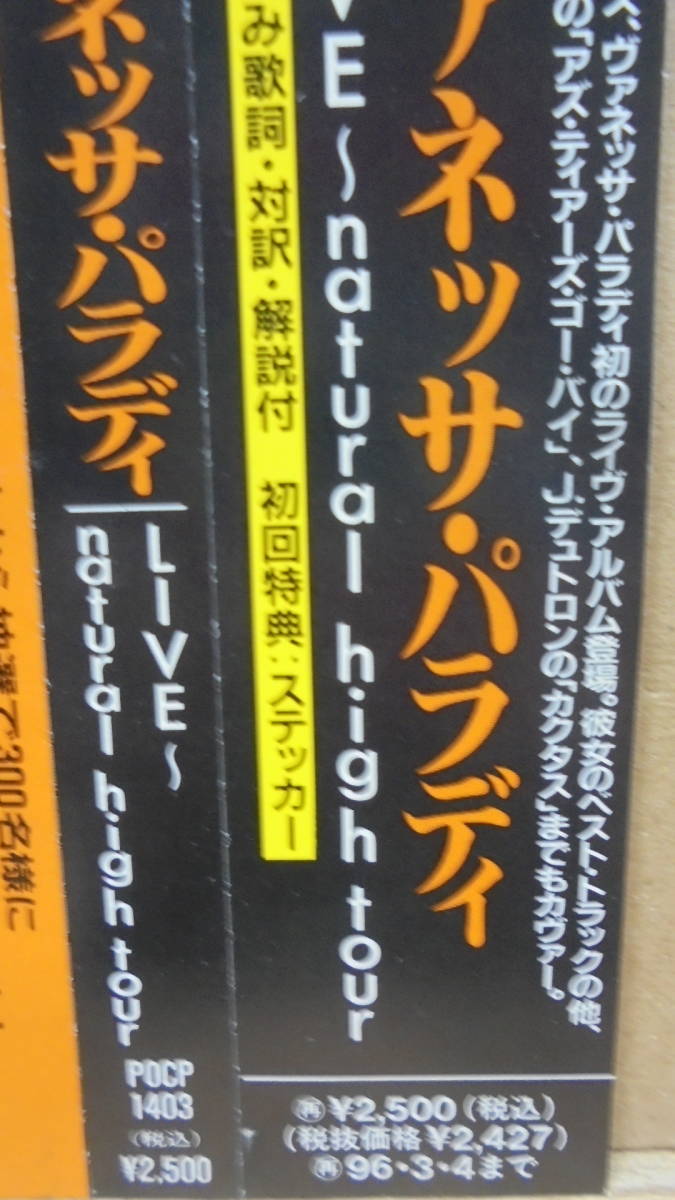 ス、ヴァネッサ・パラディ初のライヴ・アルバム登場。彼女のベスト・トラックの他、
の「アズ・ティアーズ・ゴー・バイ」、J.デュトロンの「カクタス」までもカヴァー。
アネッサ・パラディ
VE～natural high tour
み歌詞・対訳・解説付 初回特典：ステッカー
㊢¥2,500(税込)
(税抜価格¥2,427)
㊢96・3・4まで
ネッサ・パラディ
LIVE～
natural high tour
POCP
1403
(税込)
¥2,500
抽選で300名様に